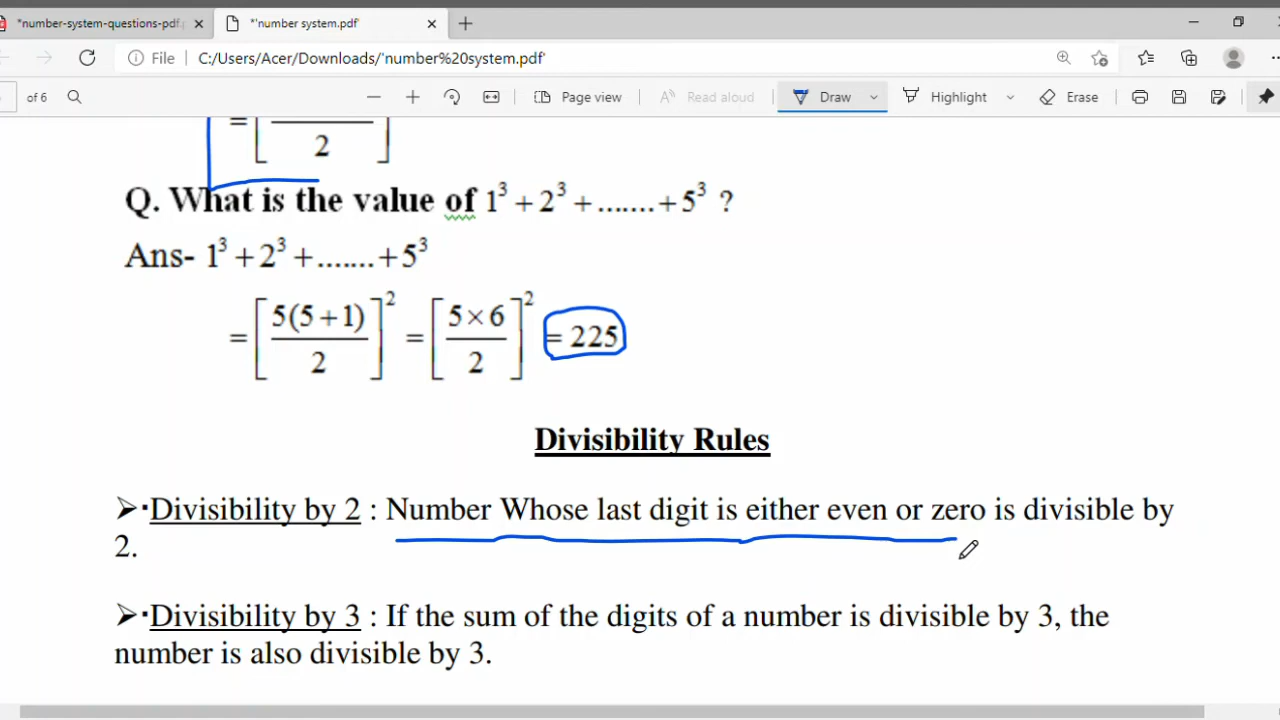 *number-system-questions-pdf. *'number system.pdf'
File C:/Users/Acer/Downloads/'number%20system.pdf'
of 6 Page view Read aloud Draw Highlight Erase
= [ / 2 ]
Q. What is the value of 1³ + 2³ + ....... + 5³ ?
Ans- 1³ + 2³ + ....... + 5³
= [5(5+1)/2]² = [5×6/2]² = 225
Divisibility Rules
➢·Divisibility by 2 : Number Whose last digit is either even or zero is divisible by
2.
➢·Divisibility by 3 : If the sum of the digits of a number is divisible by 3, the
number is also divisible by 3.